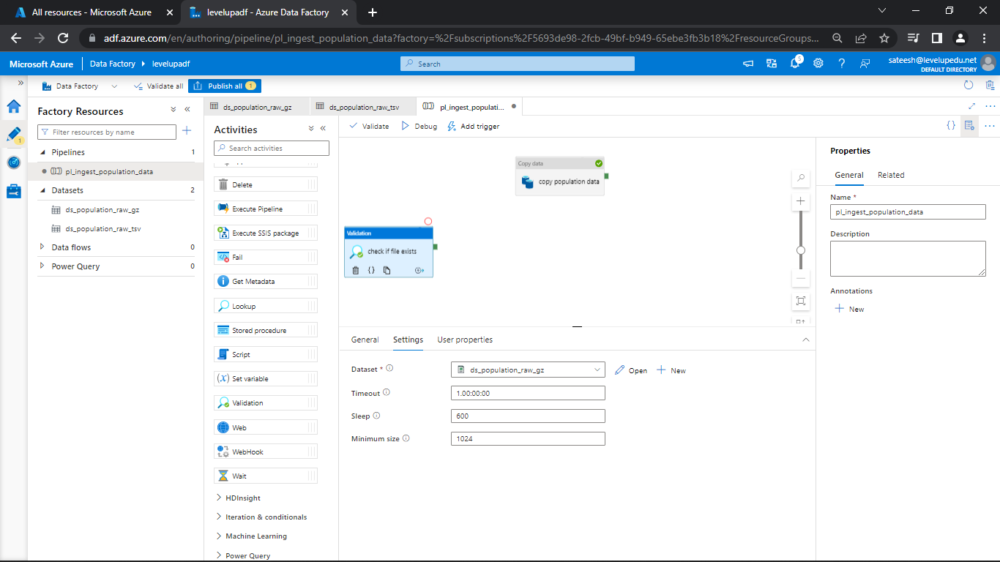 All resources - Microsoft Azure
levelupadf - Azure Data Factory
adf.azure.com/en/authoring/pipeline/pl_ingest_population_data?factory=%2Fsubscriptions%2F5693de98-2fcb-49bf-b949-65ebe3fb3b18%2FresourceGroups...
Microsoft Azure
Data Factory
levelupadf
Search
5
sateesh@levelupedu.net
DEFAULT DIRECTORY
Data Factory
Validate all
Publish all 1
1
Factory Resources
Filter resources by name
Pipelines 1
pl_ingest_population_data
Datasets 2
ds_population_raw_gz
ds_population_raw_tsv
Data flows 0
Power Query 0
ds_population_raw_gz
ds_population_raw_tsv
pl_ingest_populati...
Activities
Search activities
Delete
Execute Pipeline
Execute SSIS package
Fail
Get Metadata
Lookup
Stored procedure
Script
Set variable
Validation
Web
WebHook
Wait
HDInsight
Iteration & conditionals
Machine Learning
Power Query
Validate
Debug
Add trigger
{}
Copy data
copy population data
Validation
check if file exists
{}
General
Settings
User properties
Dataset *
ds_population_raw_gz
Open
New
Timeout
1.00:00:00
Sleep
600
Minimum size
1024
Properties
General
Related
Name *
pl_ingest_population_data
Description
Annotations
New